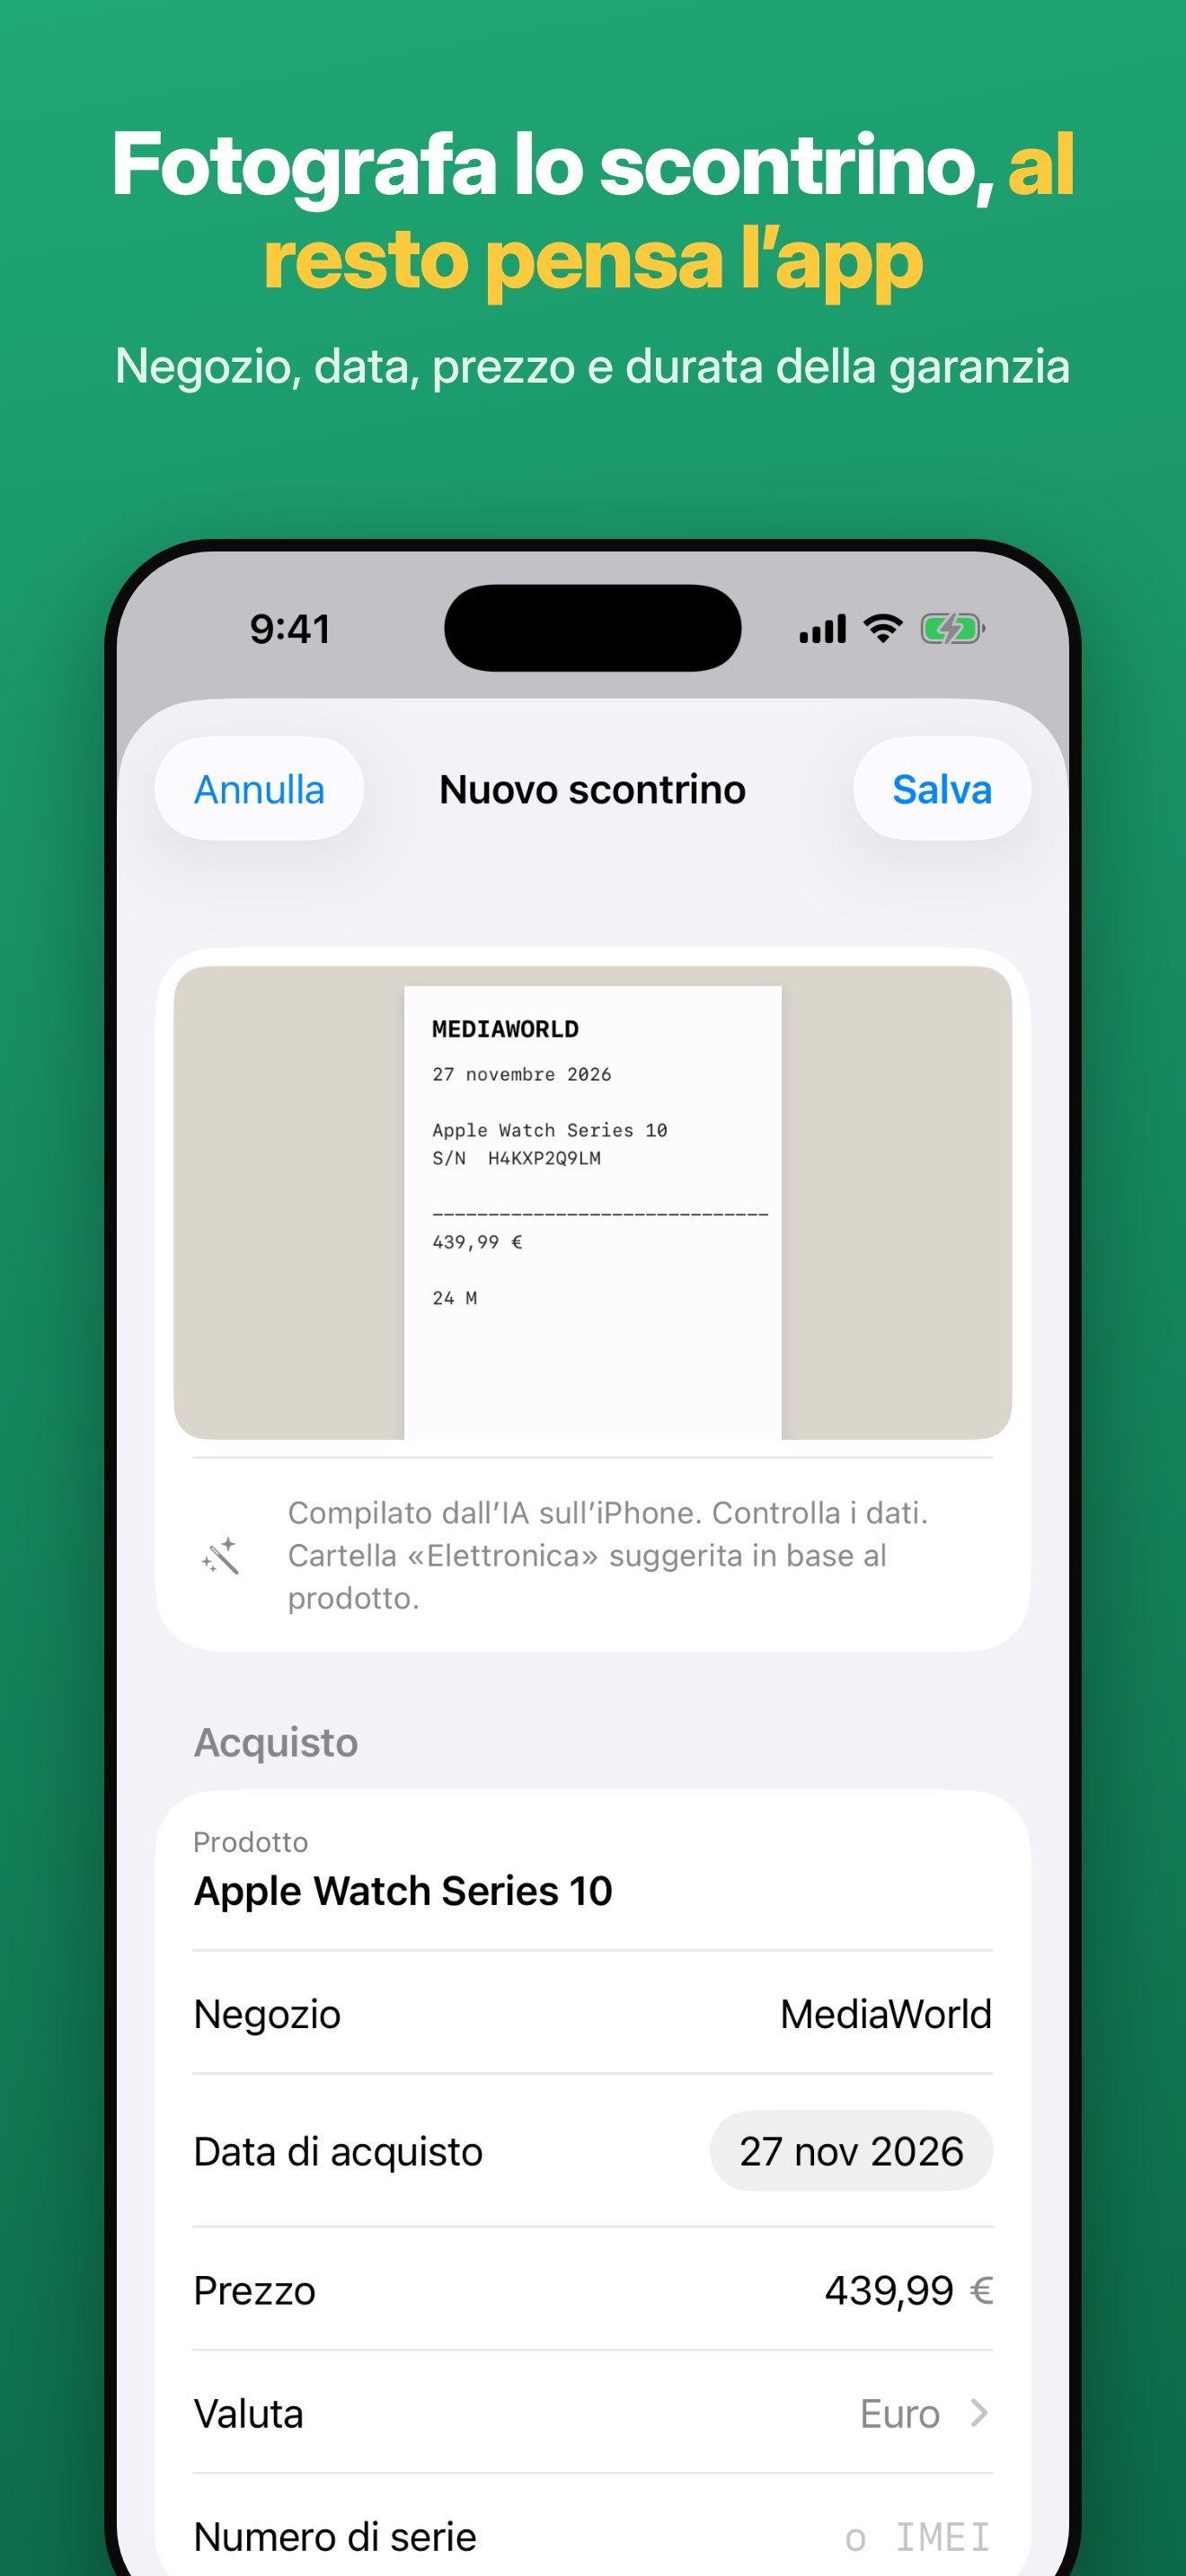 Fotografa lo scontrino, al
resto pensa l’app
Negozio, data, prezzo e durata della garanzia
9:41
Annulla
Nuovo scontrino
Salva
MEDIAWORLD
27 novembre 2026
Apple Watch Series 10
S/N H4KXP2Q9LM
------------------------------
439,99 €
24 M
Compilato dall’IA sull’iPhone. Controlla i dati.
Cartella «Elettronica» suggerita in base al
prodotto.
Acquisto
Prodotto
Apple Watch Series 10
Negozio MediaWorld
Data di acquisto 27 nov 2026
Prezzo 439,99 €
Valuta Euro
Numero di serie o IMEI